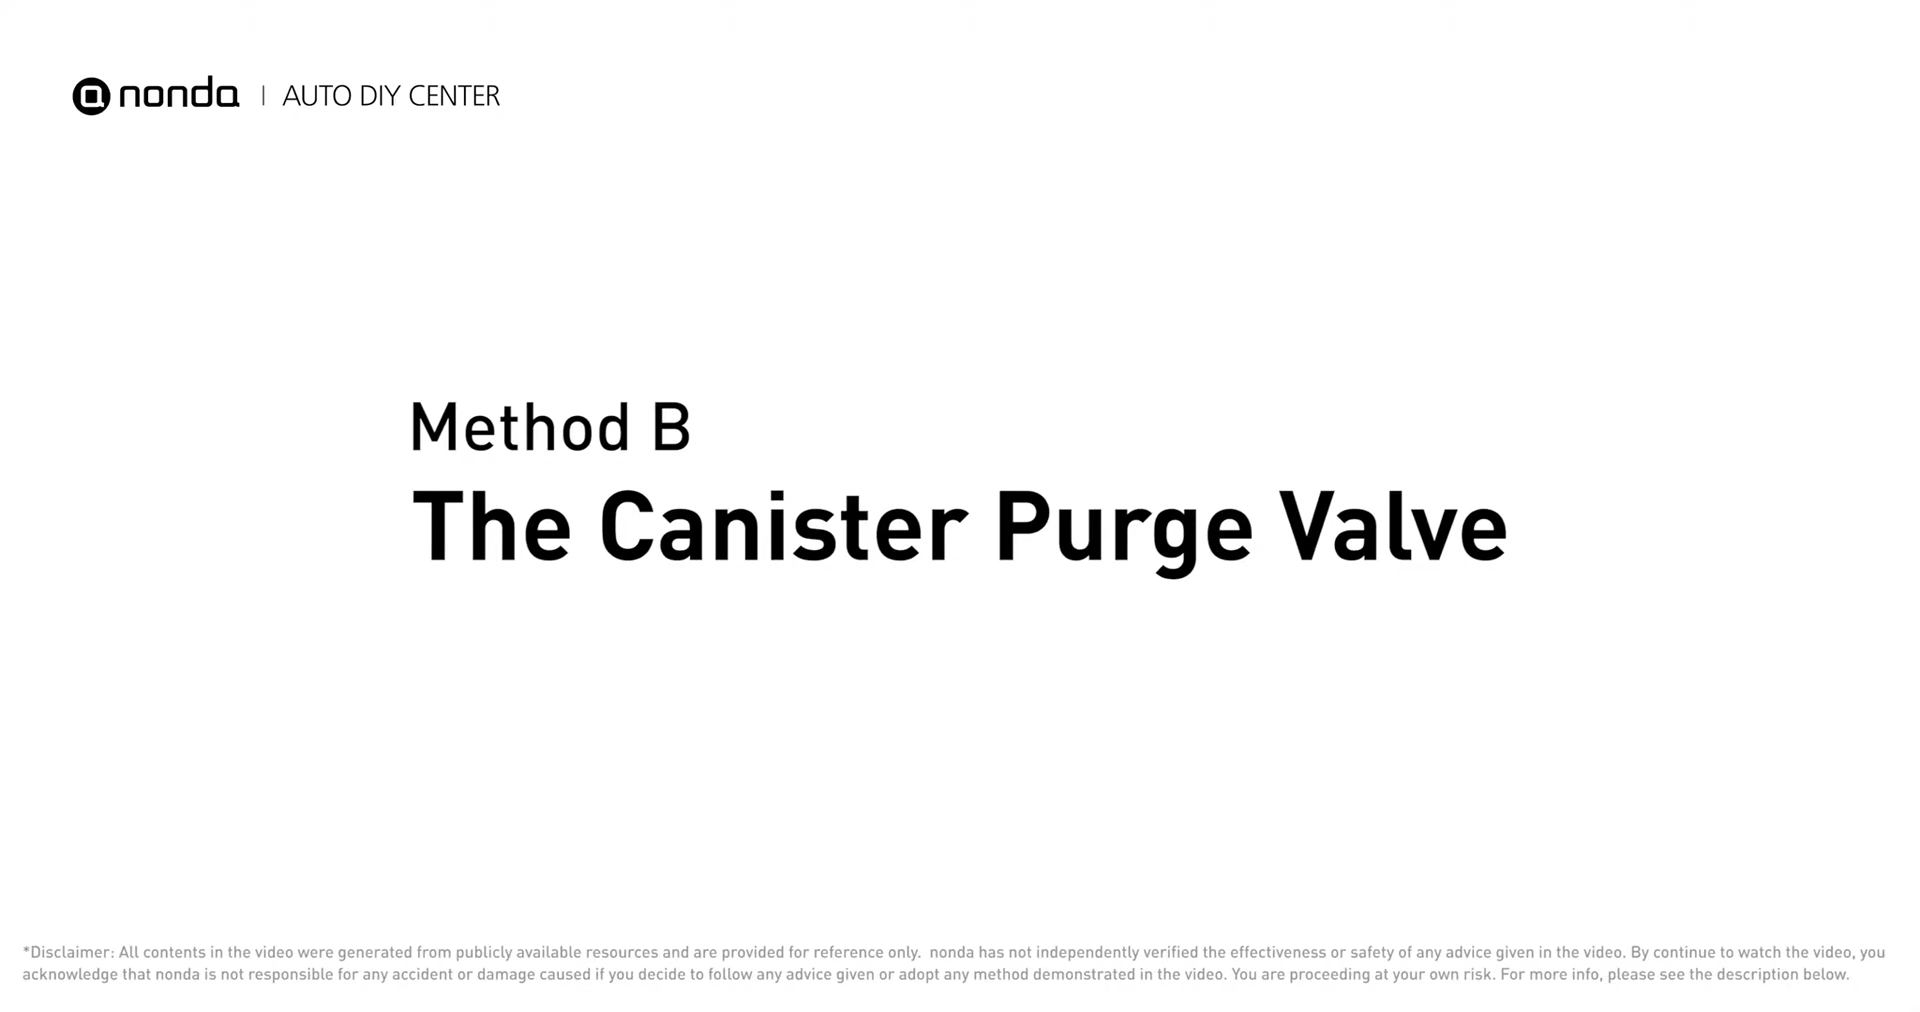 nonda | AUTO DIY CENTER
Method B
The Canister Purge Valve
*Disclaimer: All contents in the video were generated from publicly available resources and are provided for reference only. nonda has not independently verified the effectiveness or safety of any advice given in the video. By continue to watch the video, you
acknowledge that nonda is not responsible for any accident or damage caused if you decide to follow any advice given or adopt any method demonstrated in the video. You are proceeding at your own risk. For more info, please see the description below.